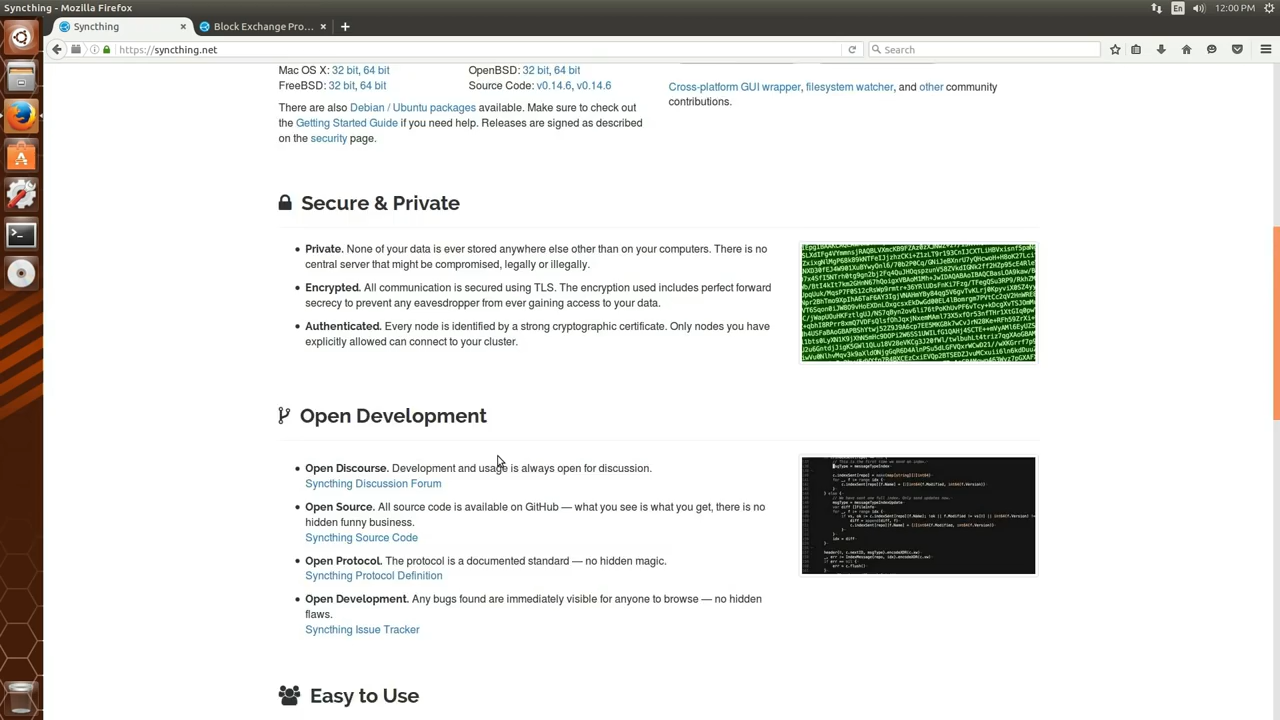 Syncthing - Mozilla Firefox
En
12:00 PM
Syncthing
Block Exchange Pro...
https://syncthing.net
Search
Mac OS X: 32 bit, 64 bit
OpenBSD: 32 bit, 64 bit
FreeBSD: 32 bit, 64 bit
Source Code: v0.14.6, v0.14.6
Cross-platform GUI wrapper, filesystem watcher, and other community
contributions.
There are also Debian / Ubuntu packages available. Make sure to check out
the Getting Started Guide if you need help. Releases are signed as described
on the security page.
Secure & Private
Private. None of your data is ever stored anywhere else other than on your computers. There is no
central server that might be compromised, legally or illegally.
Encrypted. All communication is secured using TLS. The encryption used includes perfect forward
secrecy to prevent any eavesdropper from ever gaining access to your data.
Authenticated. Every node is identified by a strong cryptographic certificate. Only nodes you have
explicitly allowed can connect to your cluster.
Open Development
Open Discourse. Development and usage is always open for discussion.
Syncthing Discussion Forum
Open Source. All source code is available on GitHub — what you see is what you get, there is no
hidden funny business.
Syncthing Source Code
Open Protocol. The protocol is a documented standard — no hidden magic.
Syncthing Protocol Definition
Open Development. Any bugs found are immediately visible for anyone to browse — no hidden
flaws.
Syncthing Issue Tracker
Easy to Use